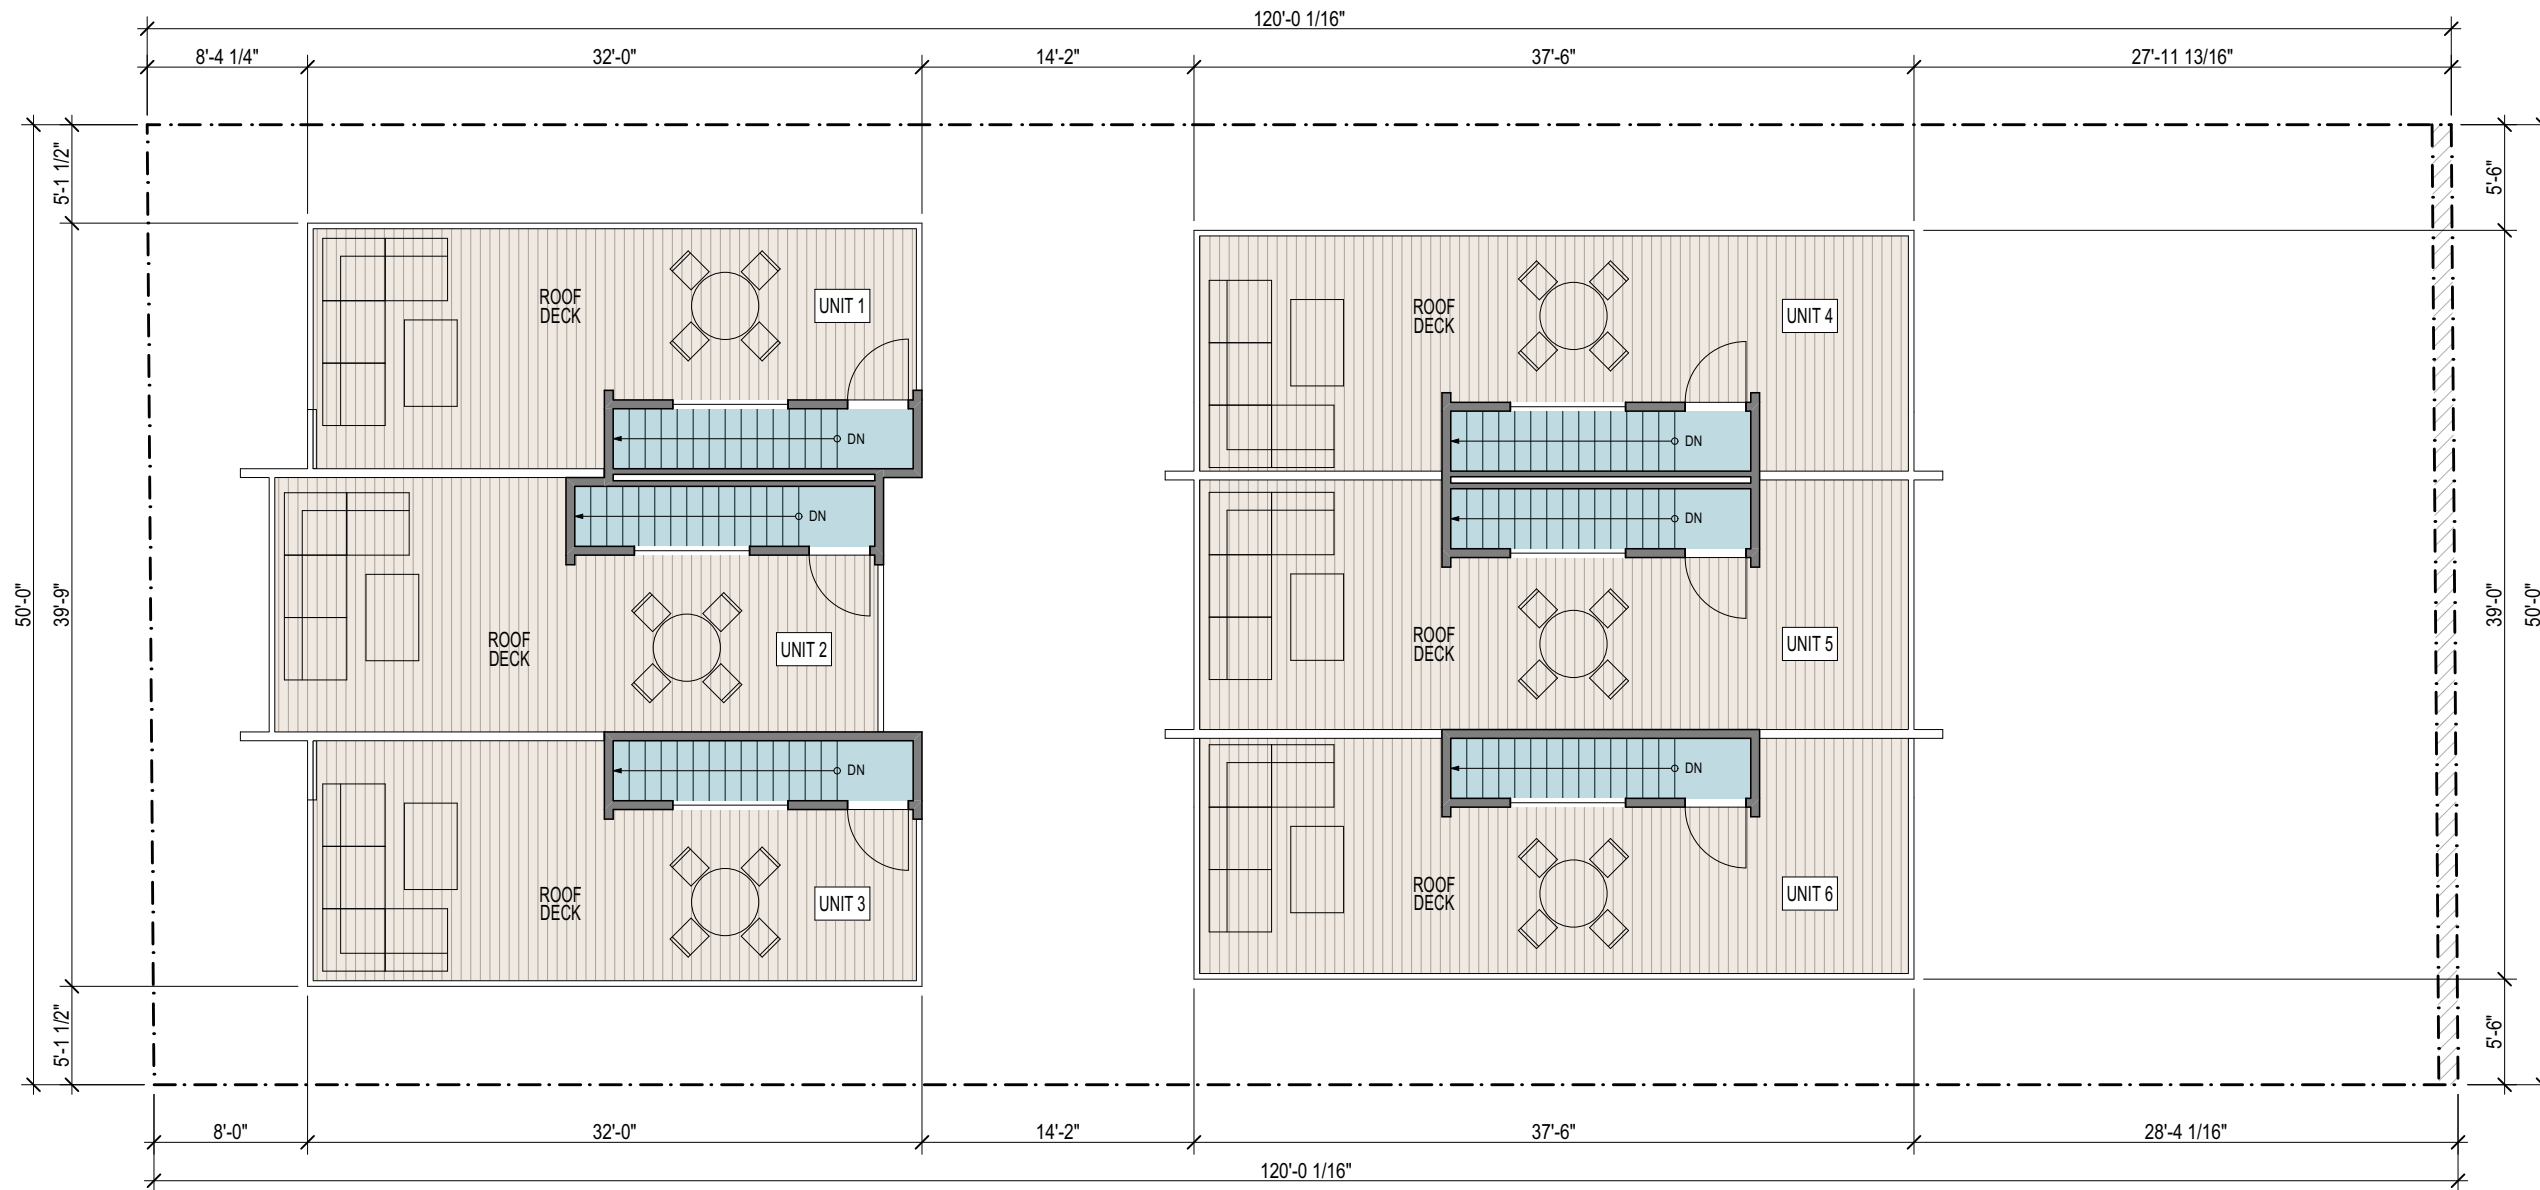 120'-0 1/16"
8'-4 1/4"
32'-0"
14'-2"
37'-6"
27'-11 13/16"
50'-0"
5'-1 1/2"
39'-9"
5'-1 1/2"
ROOF
DECK
UNIT 1
DN
DN
ROOF
DECK
UNIT 2
DN
ROOF
DECK
UNIT 3
ROOF
DECK
UNIT 4
DN
DN
ROOF
DECK
UNIT 5
DN
ROOF
DECK
UNIT 6
5'-6"
39'-0"
5'-6"
50'-0"
8'-0"
32'-0"
14'-2"
37'-6"
28'-4 1/16"
120'-0 1/16"